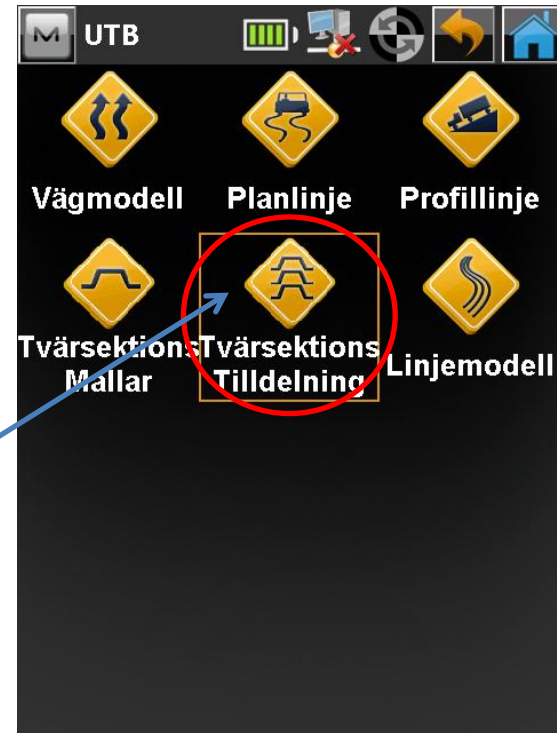 M UTB
Vägmodell Planlinje Profillinje
Tvärsektions Tvärsektions Linjemodell
Mallar Tilldelning